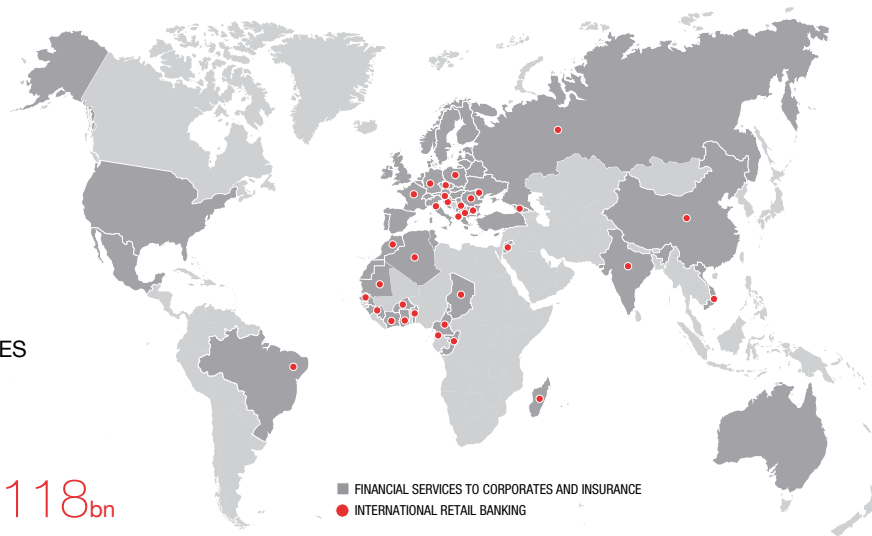 ES
118bn
FINANCIAL SERVICES TO CORPORATES AND INSURANCE
INTERNATIONAL RETAIL BANKING